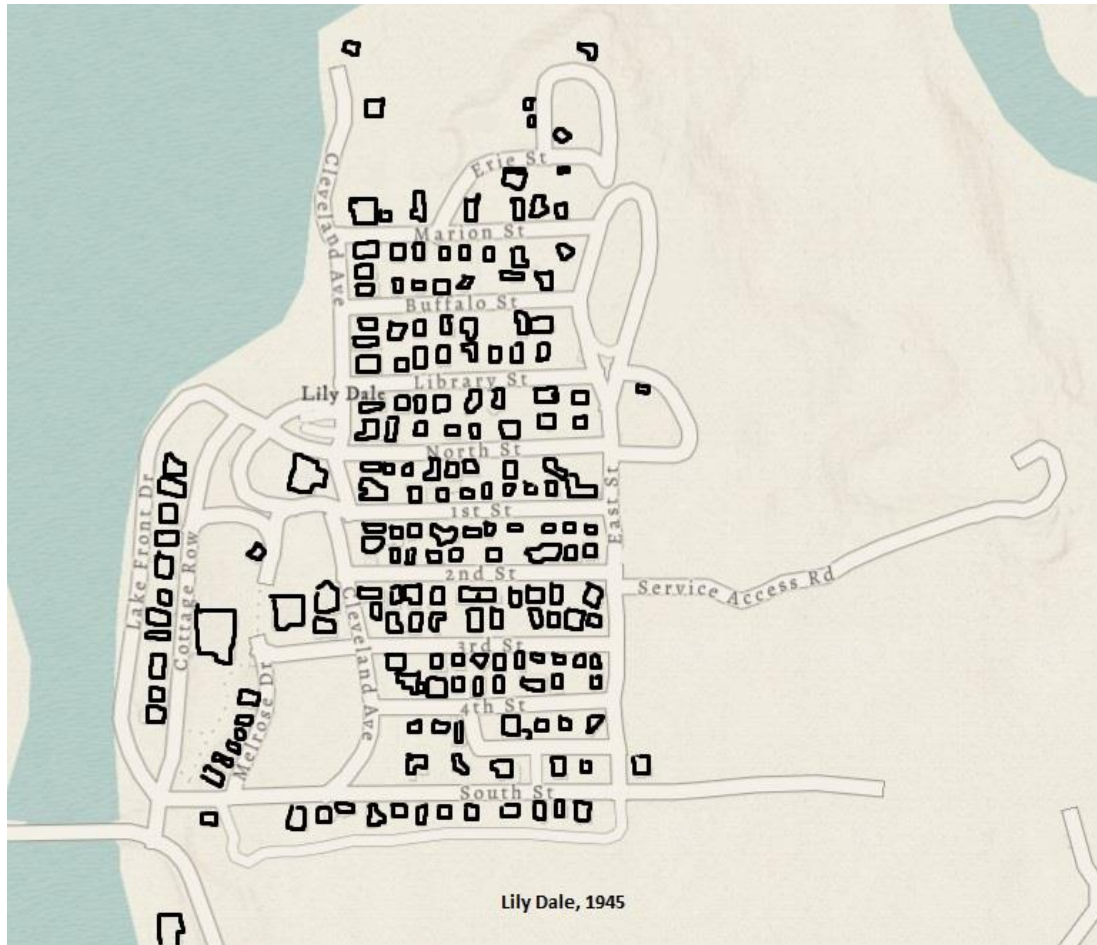 Erie St
Cleveland Ave
Marion St
Buffalo St
Library St
Lily Dale
North St
Lake Front Dr
Cottage Row
1st St
East St
2nd St
Service Access Rd
Cleveland Ave
3rd St
Melrose Dr
4th St
South St
Lily Dale, 1945